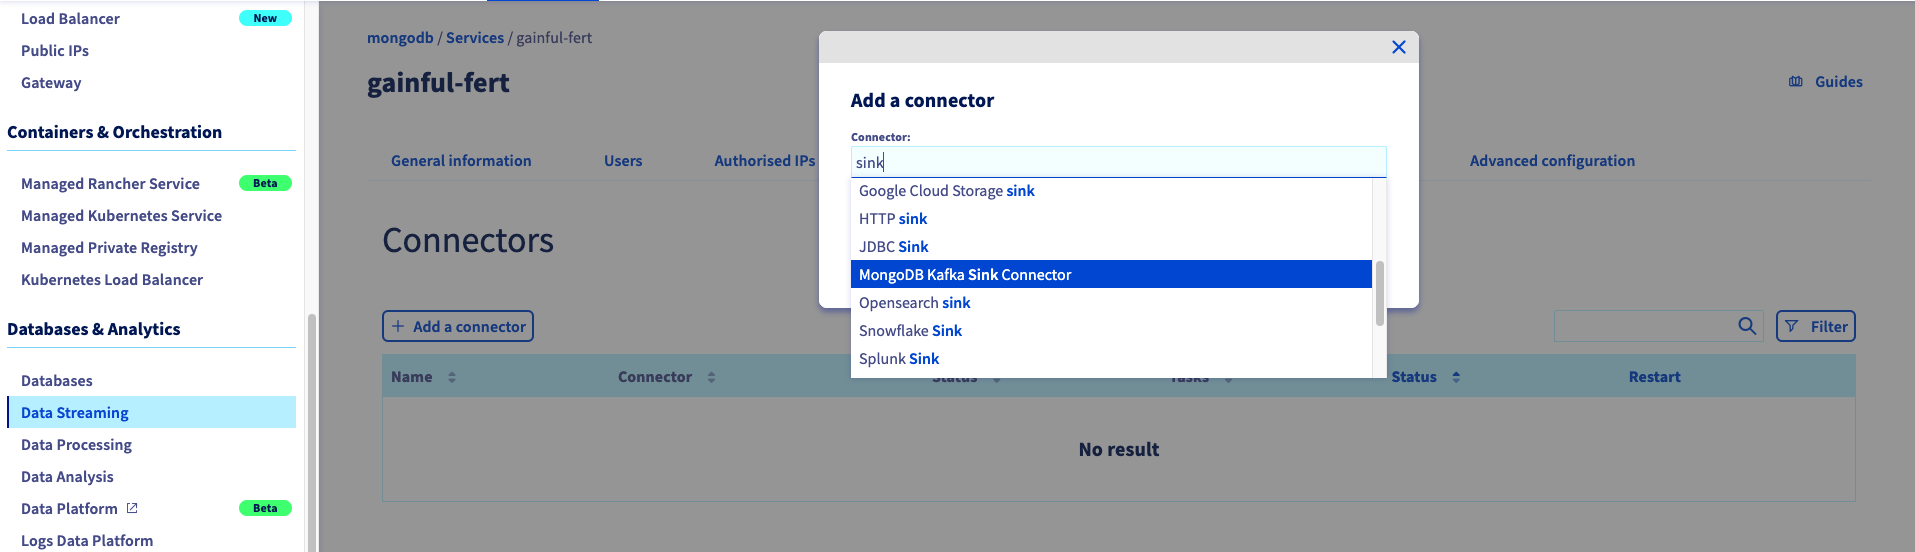 Load Balancer New
Public IPs
Gateway
Containers & Orchestration
Managed Rancher Service Beta
Managed Kubernetes Service
Managed Private Registry
Kubernetes Load Balancer
Databases & Analytics
Databases
Data Streaming
Data Processing
Data Analysis
Data Platform Beta
Logs Data Platform
mongodb / Services / gainful-fert
gainful-fert
Guides
General information Users Authorised IPs Advanced configuration
Connectors
+ Add a connector
Filter
Name Connector Status Tasks Status Restart
No result
Add a connector
Connector:
sink
Google Cloud Storage sink
HTTP sink
JDBC Sink
MongoDB Kafka Sink Connector
Opensearch sink
Snowflake Sink
Splunk Sink